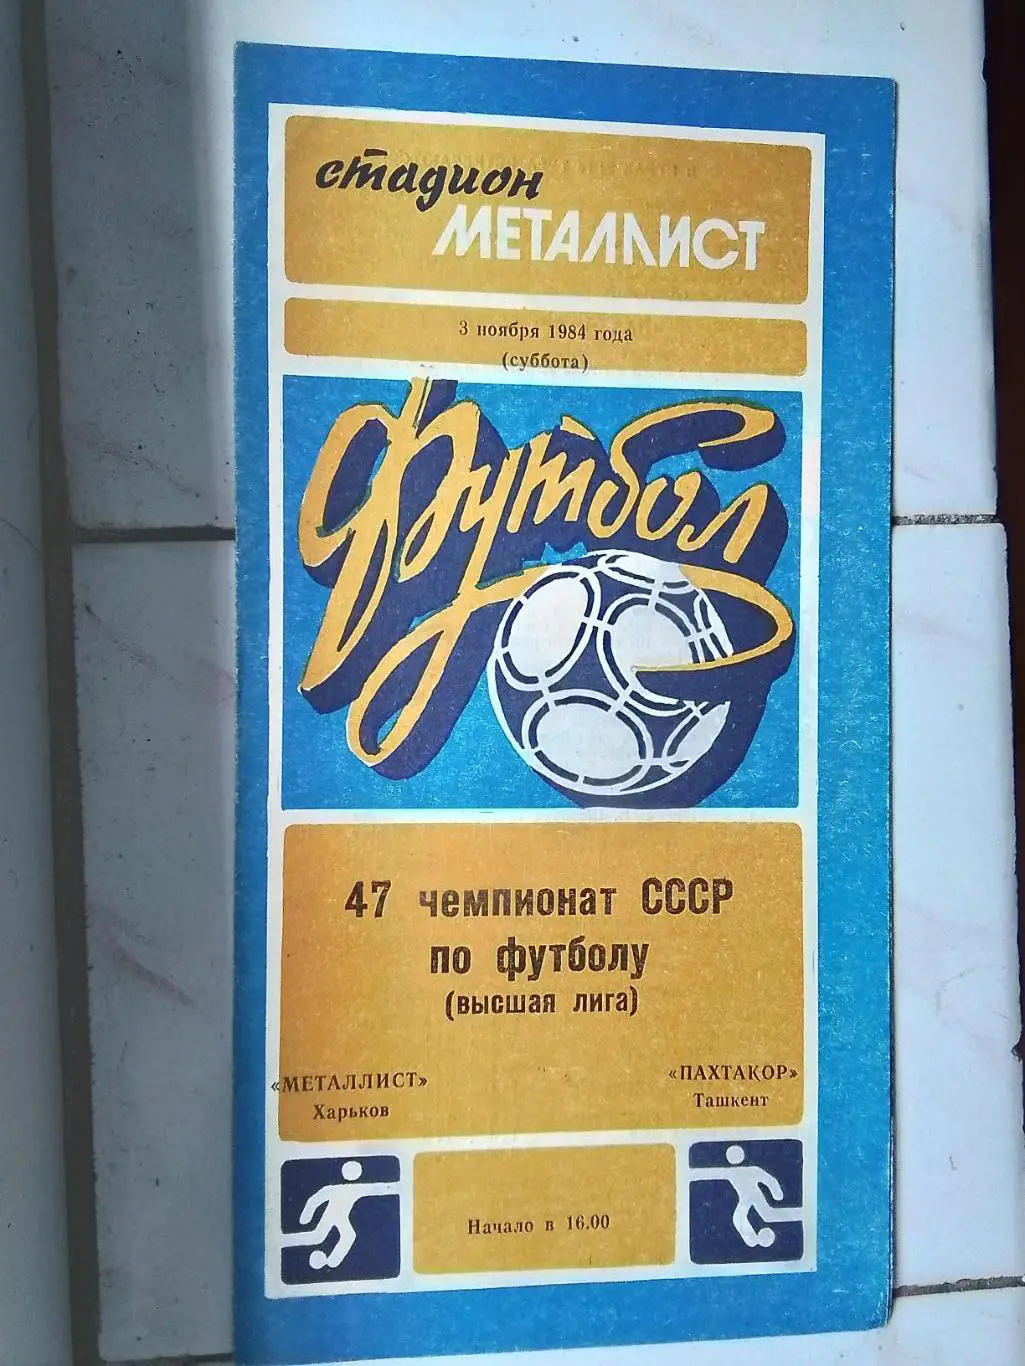 стадион
МЕТАЛЛИСТ
3 ноября 1984 года
(суббота)
Футбол
47 чемпионат СССР
по футболу
(высшая лига)
«МЕТАЛЛИСТ»
Харьков
«ПАХТАКОР»
Ташкент
Начало в 16.00